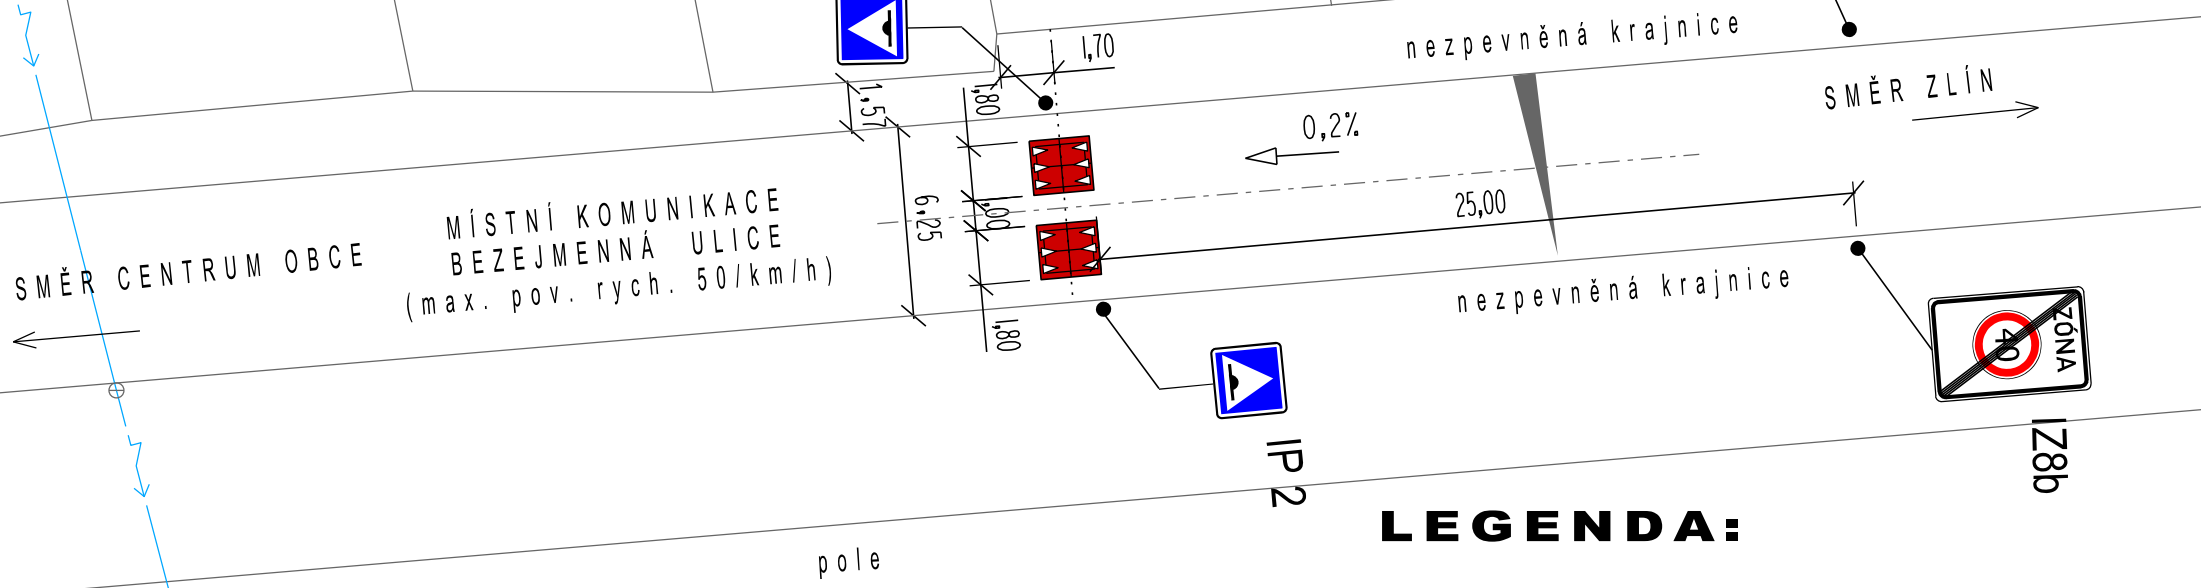 1,70
nezpevněná krajnice
SMĚR ZLÍN
1,57
1,80
0,2%
6,25
25,00
MÍSTNÍ KOMUNIKACE
BEZEJMENNÁ ULICE
(max. pov. rych. 50/km/h)
SMĚR CENTRUM OBCE
1,80
nezpevněná krajnice
ZÓNA
40
IP 2
IZ8b
LEGENDA:
pole